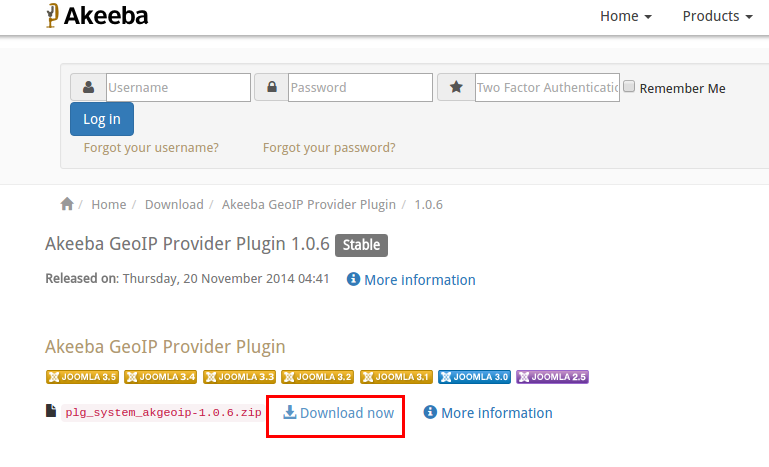 Akeeba Home Products
Username Password Two Factor Authenticatic Remember Me
Log in
Forgot your username? Forgot your password?
/ Home / Download / Akeeba GeoIP Provider Plugin / 1.0.6
Akeeba GeoIP Provider Plugin 1.0.6 Stable
Released on: Thursday, 20 November 2014 04:41 More information
Akeeba GeoIP Provider Plugin
JOOMLA 3.5 JOOMLA 3.4 JOOMLA 3.3 JOOMLA 3.2 JOOMLA 3.1 JOOMLA 3.0 JOOMLA 2.5
plg_system_akgeoip-1.0.6.zip Download now More information